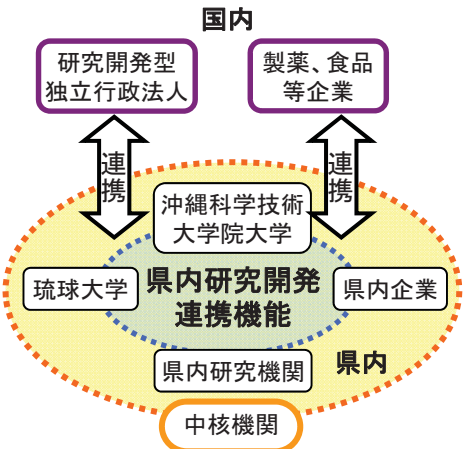 国内
研究開発型
独立行政法人
製薬、食品
等企業
連携
連携
沖縄科学技術
大学院大学
琉球大学
県内研究開発
連携機能
県内企業
県内研究機関
県内
中核機関